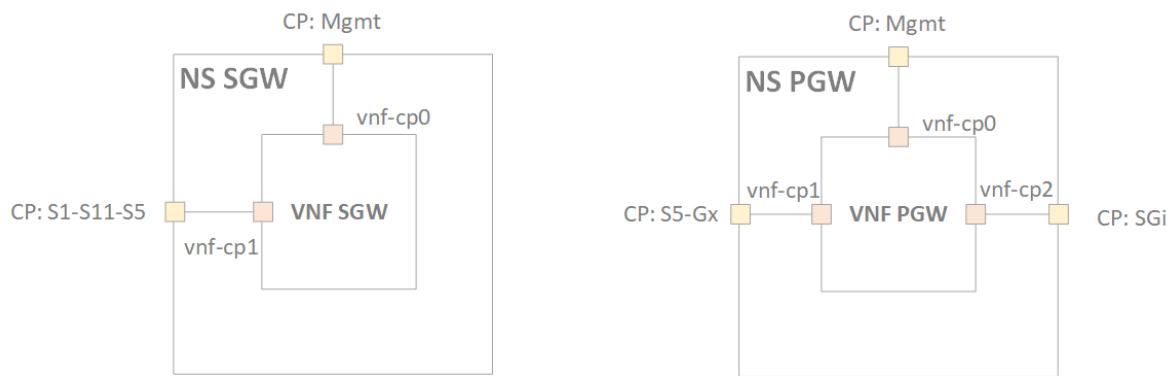 CP: Mgmt
NS SGW
vnf-cp0
CP: S1-S11-S5
VNF SGW
vnf-cp1
CP: Mgmt
NS PGW
vnf-cp0
vnf-cp1
vnf-cp2
CP: S5-Gx
VNF PGW
CP: SGi